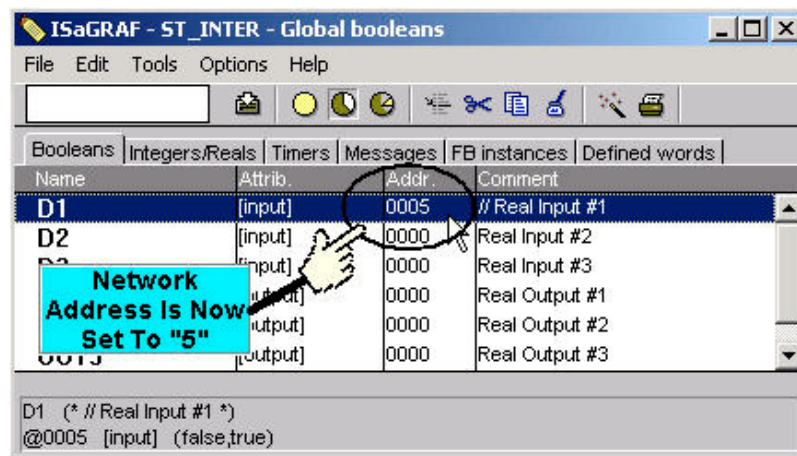 ISaGRAF - ST_INTER - Global booleans
File Edit Tools Options Help
Booleans Integers/Reals Timers Messages FB instances Defined words
Name Attrib. Addr. Comment
D1 [input] 0005 // Real Input #1
D2 [input] 0000 Real Input #2
[input] 0000 Real Input #3
0000 Real Output #1
0000 Real Output #2
[output] 0000 Real Output #3
Network
Address Is Now
Set To "5"
D1 (* // Real Input #1 *)
@0005 [input] (false,true)